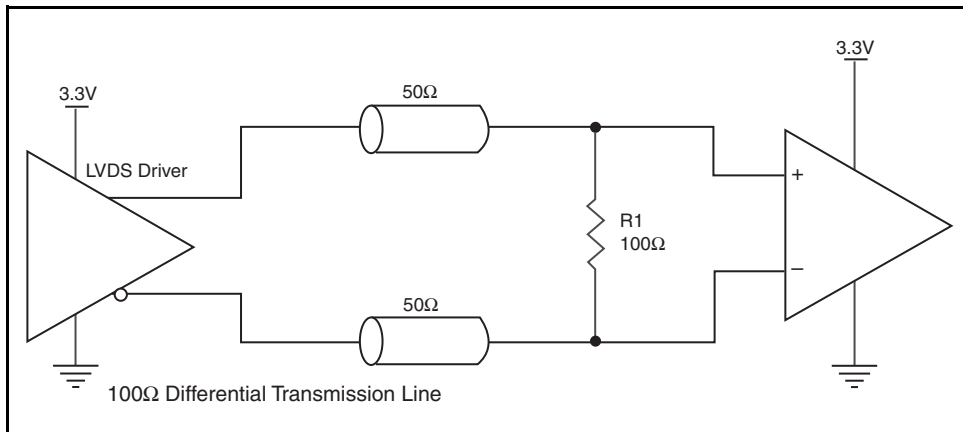 3.3V
3.3V
50Ω
LVDS Driver
+
R1
100Ω
−
50Ω
100Ω Differential Transmission Line